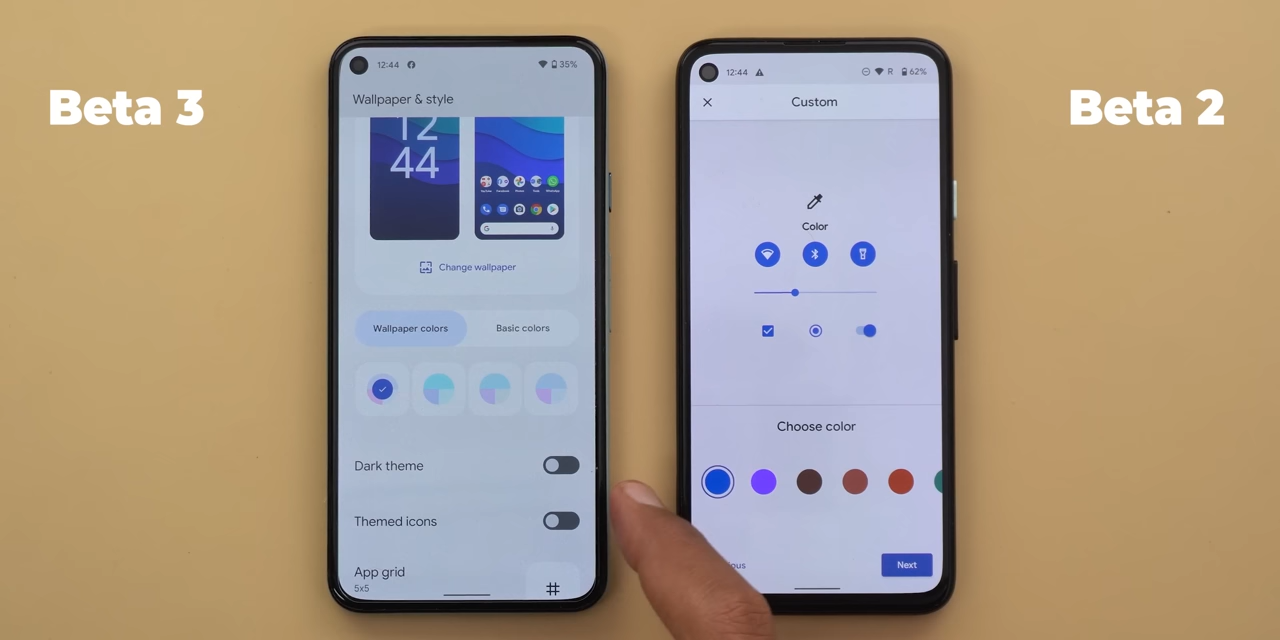 Beta 3
12:44
35%
Wallpaper & style
12
44
G
Change wallpaper
Wallpaper colors
Basic colors
Dark theme
Themed icons
App grid
5x5
Beta 2
12:44
R
62%
Custom
Color
Choose color
ous
Next